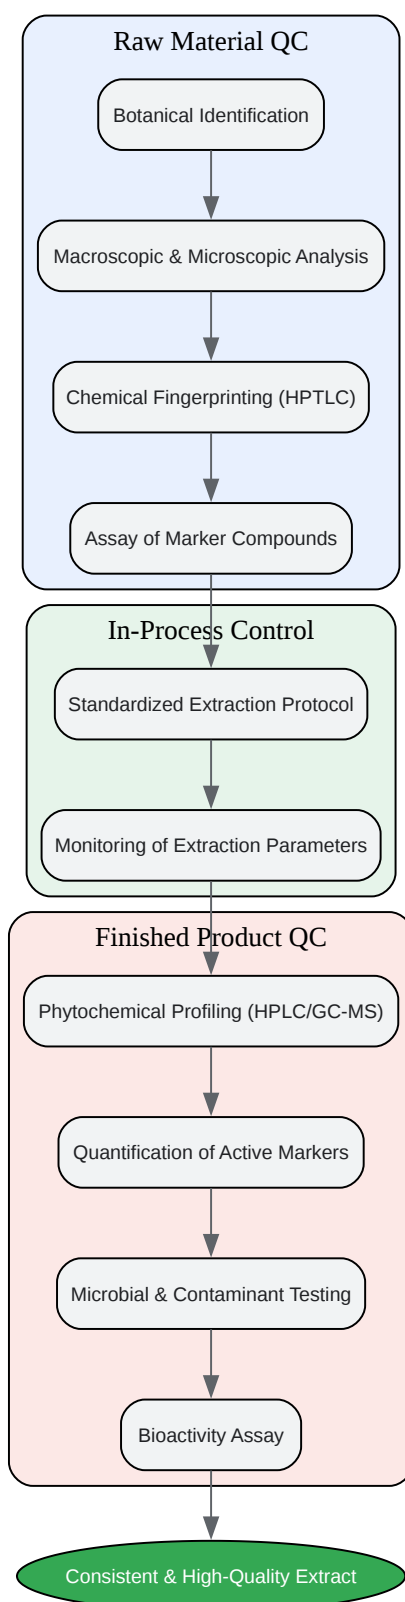 Raw Material QC
Botanical Identification
Macroscopic & Microscopic Analysis
Chemical Fingerprinting (HPTLC)
Assay of Marker Compounds
In-Process Control
Standardized Extraction Protocol
Monitoring of Extraction Parameters
Finished Product QC
Phytochemical Profiling (HPLC/GC-MS)
Quantification of Active Markers
Microbial & Contaminant Testing
Bioactivity Assay
Consistent & High-Quality Extract